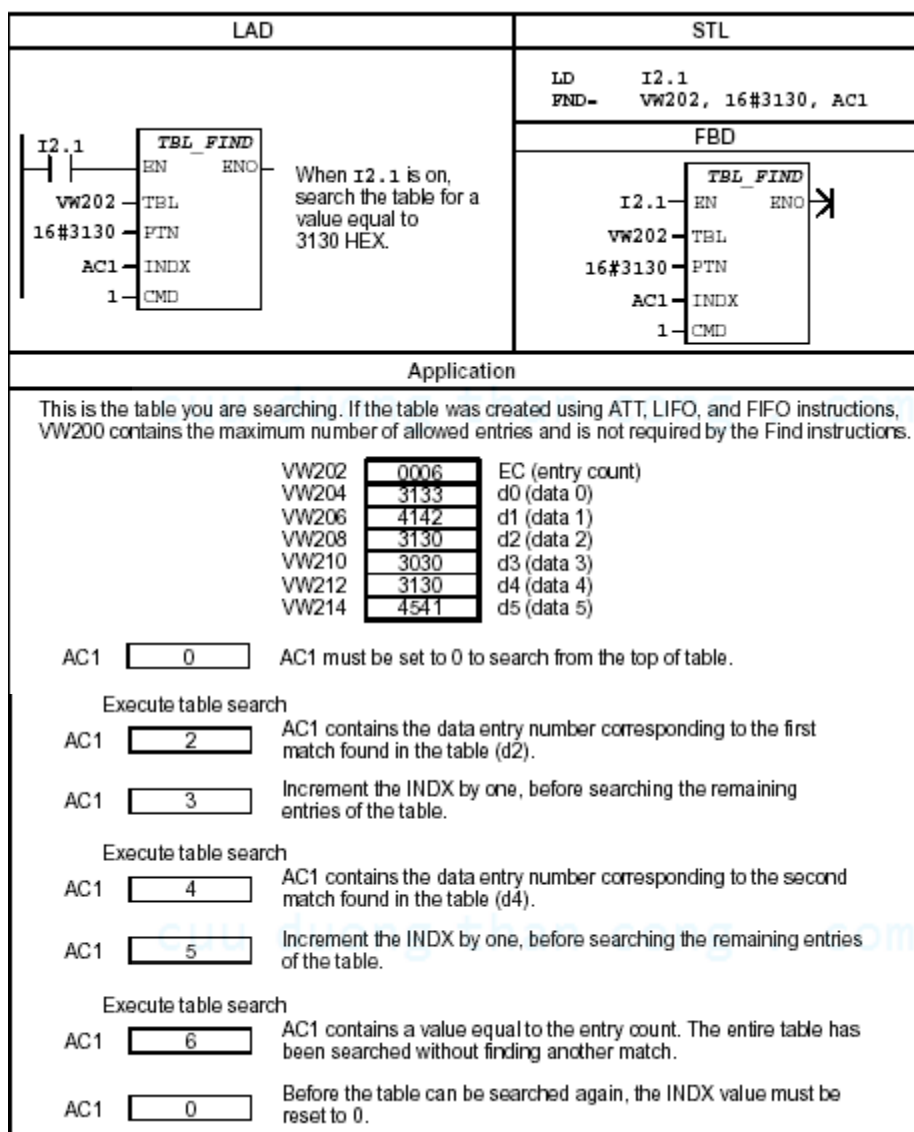 LAD
STL
LD I2.1
FND= VW202, 16#3130, AC1
I2.1
TBL_FIND
EN ENO
VW202 TBL
16#3130 PTN
AC1 INDX
1 CMD
When I2.1 is on,
search the table for a
value equal to
3130 HEX.
FBD
TBL_FIND
I2.1 EN ENO
VW202 TBL
16#3130 PTN
AC1 INDX
1 CMD
Application
This is the table you are searching. If the table was created using ATT, LIFO, and FIFO instructions,
VW200 contains the maximum number of allowed entries and is not required by the Find instructions.
VW202 0006 EC (entry count)
VW204 3133 d0 (data 0)
VW206 4142 d1 (data 1)
VW208 3130 d2 (data 2)
VW210 3030 d3 (data 3)
VW212 3130 d4 (data 4)
VW214 4541 d5 (data 5)
AC1 0 AC1 must be set to 0 to search from the top of table.
Execute table search
AC1 2 AC1 contains the data entry number corresponding to the first
match found in the table (d2).
AC1 3 Increment the INDX by one, before searching the remaining
entries of the table.
Execute table search
AC1 4 AC1 contains the data entry number corresponding to the second
match found in the table (d4).
cuu duong than cong . com
AC1 5 Increment the INDX by one, before searching the remaining entries
of the table.
Execute table search
AC1 6 AC1 contains a value equal to the entry count. The entire table has
been searched without finding another match.
AC1 0 Before the table can be searched again, the INDX value must be
reset to 0.